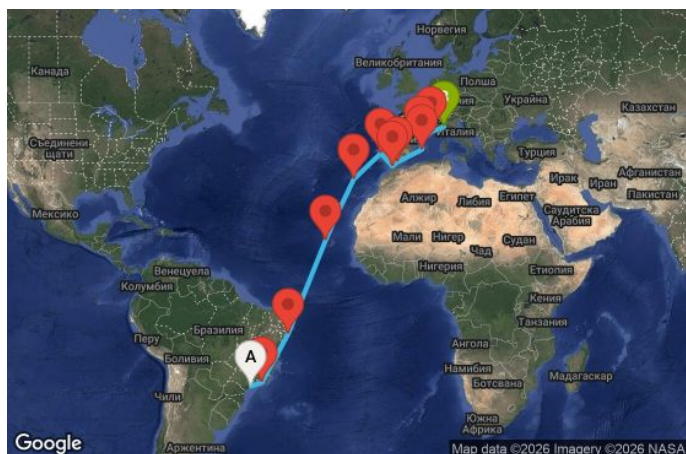 Норвегия
Канада
Великобритания
Полша
Украйна
Казахстан
Италия
Съединени
щати
Турция
Афганистан
Ирак
Иран
Пакистан
Алжир
Либия
Египет
Саудитска
Арабия
Мексико
Мали
Нигер
Чад
Судан
Нигерия
Етиопия
Венецуела
Колумбия
Кения
Танзания
Перу
Бразилия
A
Боливия
Ангола
Намибия
Мадагаскар
Ботсвана
Чили
Южна
Африка
Аржентина
Google
Map data ©2026 Imagery ©2026 NASA